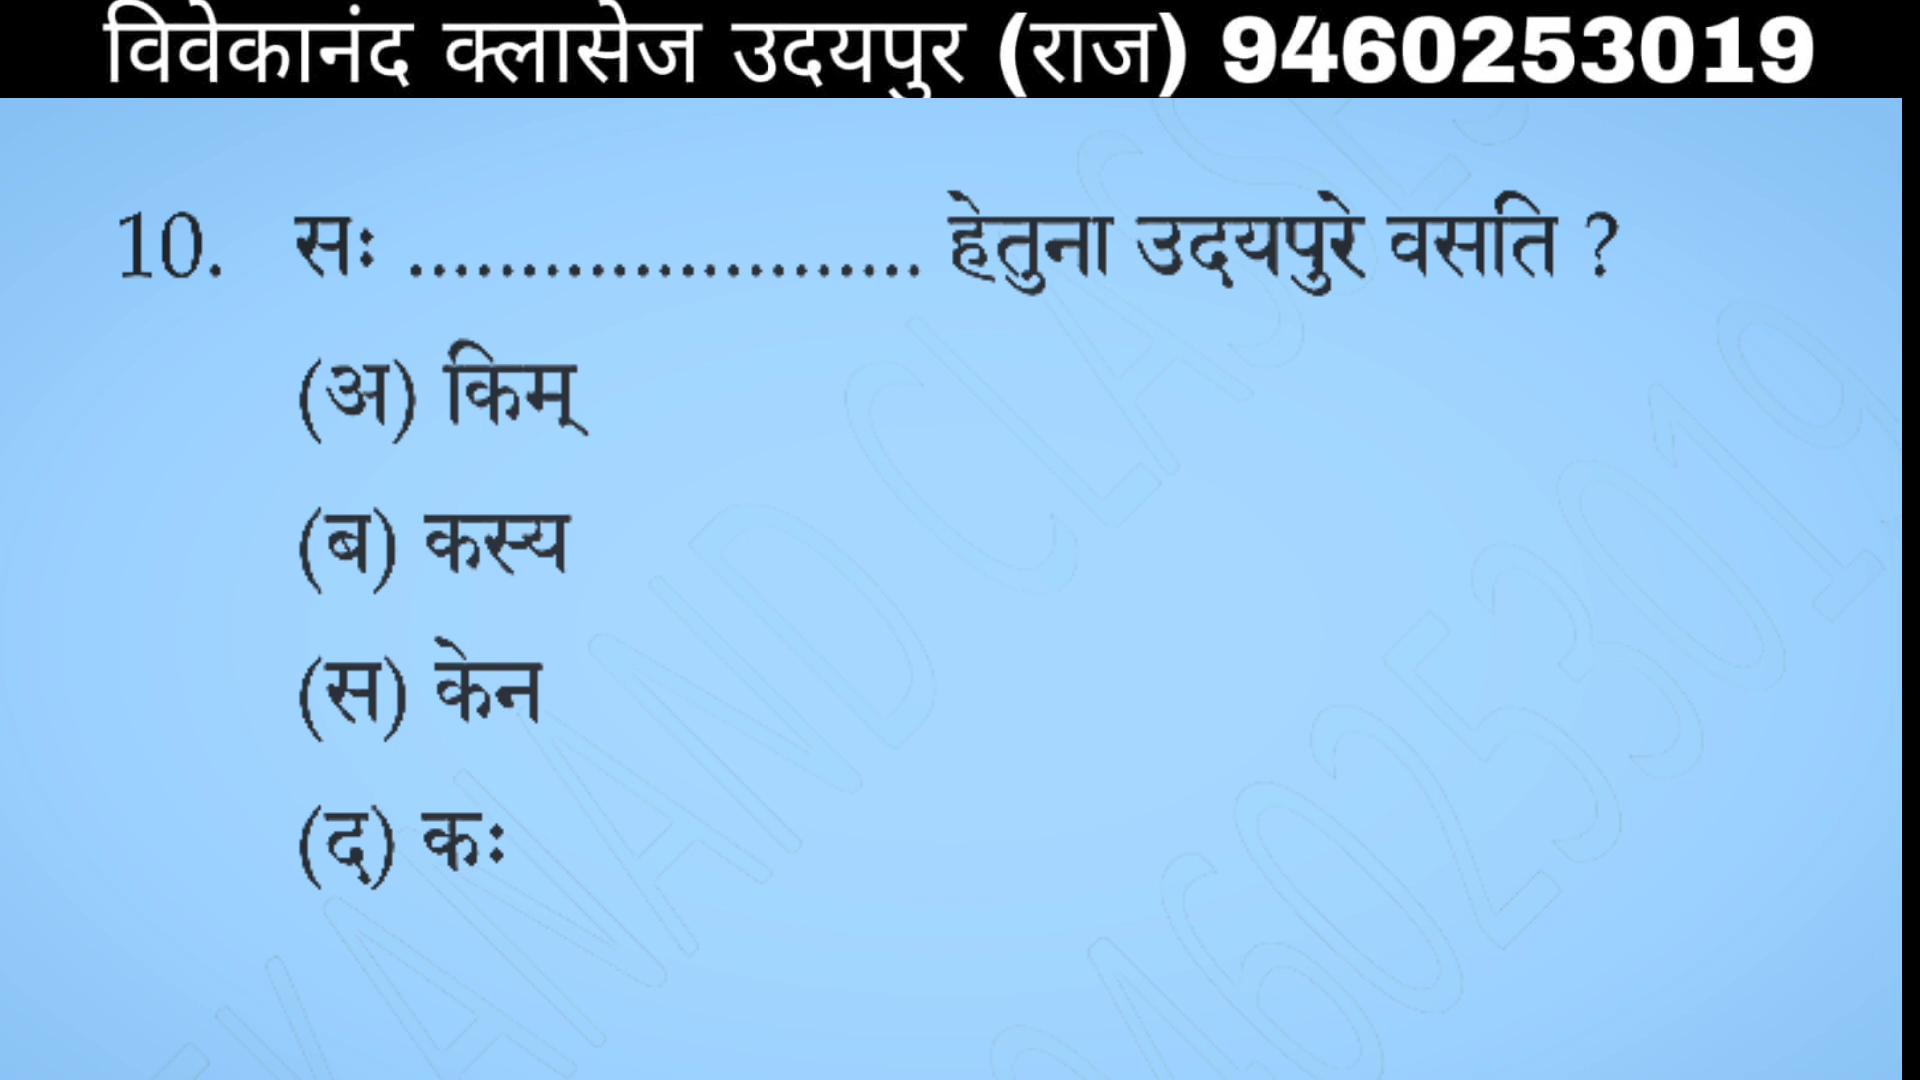 विवेकानंद क्लासेज उदयपुर (राज) 9460253019
10. सः ...................... हेतुना उदयपुरे वसति ?
(अ) किम्
(ब) कस्य
(स) केन
(द) कः